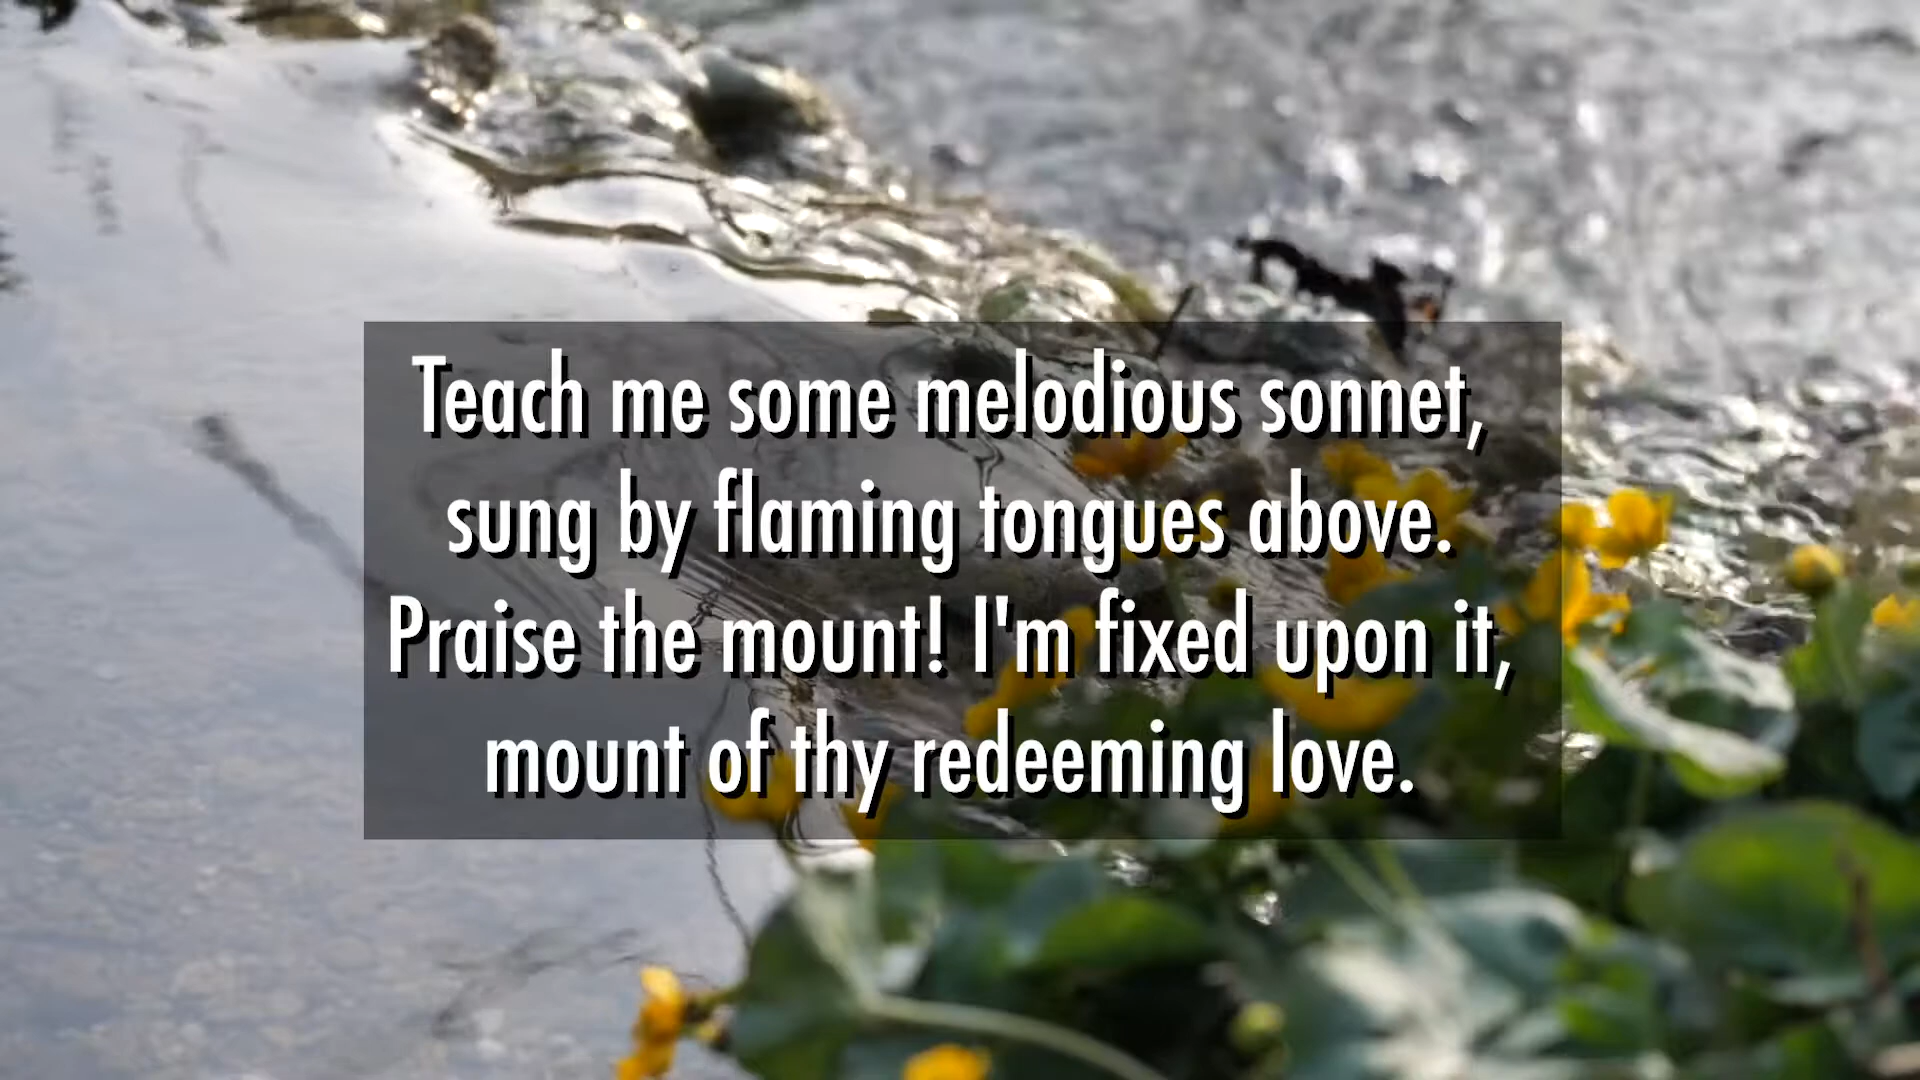 Teach me some melodious sonnet,
sung by flaming tongues above.
Praise the mount! I'm fixed upon it,
mount of thy redeeming love.